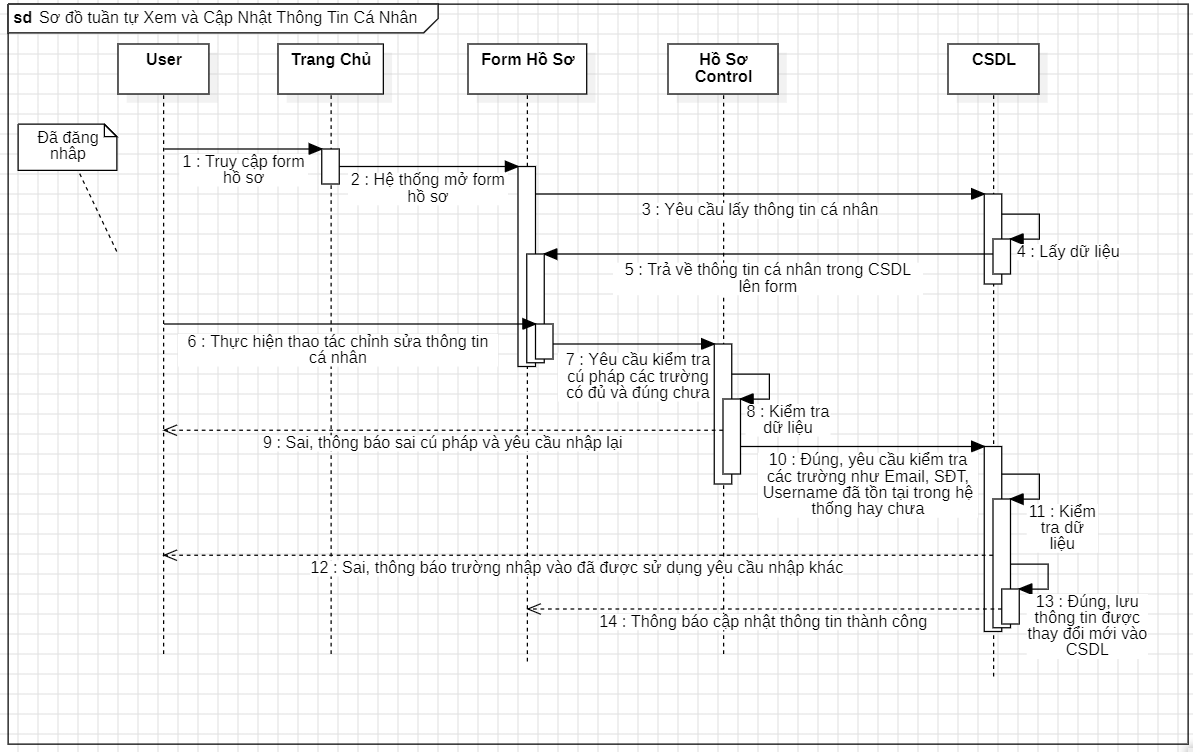 sd Sơ đồ tuần tự Xem và Cập Nhật Thông Tin Cá Nhân
User
Trang Chủ
Form Hồ Sơ
Hồ Sơ
Control
CSDL
Đã đăng
nhâp
1 : Truy cập form
hồ sơ
2 : Hệ thống mở form
hồ sơ
3 : Yêu cầu lấy thông tin cá nhân
4 : Lấy dữ liệu
5 : Trả về thông tin cá nhân trong CSDL
lên form
6 : Thực hiện thao tác chỉnh sửa thông tin
cá nhân
7 : Yêu cầu kiểm tra
cú pháp các trường
có đủ và đúng chưa
8 : Kiểm tra
dữ liệu
9 : Sai, thông báo sai cú pháp và yêu cầu nhập lại
10 : Đúng, yêu cầu kiểm tra
các trường như Email, SĐT,
Username đã tồn tại trong hệ
thống hay chưa
11 : Kiểm
tra dữ
liệu
12 : Sai, thông báo trường nhập vào đã được sử dụng yêu cầu nhập khác
13 : Đúng, lưu
thông tin được
thay đổi mới vào
CSDL
14 : Thông báo cập nhật thông tin thành công